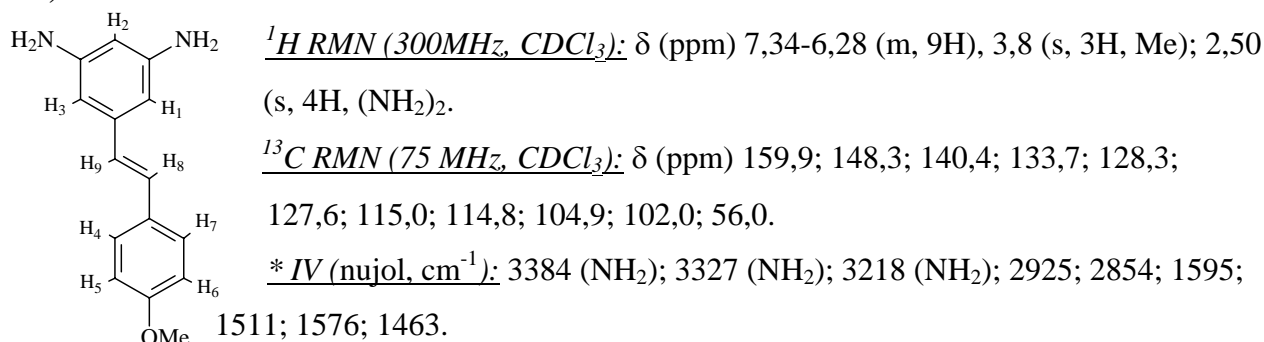 H₂N H₂ NH₂
¹H RMN (300MHz, CDCl₃): δ (ppm) 7,34-6,28 (m, 9H), 3,8 (s, 3H, Me); 2,50
H₃ H₁
(s, 4H, (NH₂)₂.
H₉ H₈
¹³C RMN (75 MHz, CDCl₃): δ (ppm) 159,9; 148,3; 140,4; 133,7; 128,3;
127,6; 115,0; 114,8; 104,9; 102,0; 56,0.
H₄ H₇
H₅ H₆
* IV (nujol, cm⁻¹): 3384 (NH₂); 3327 (NH₂); 3218 (NH₂); 2925; 2854; 1595;
OMe
1511; 1576; 1463.